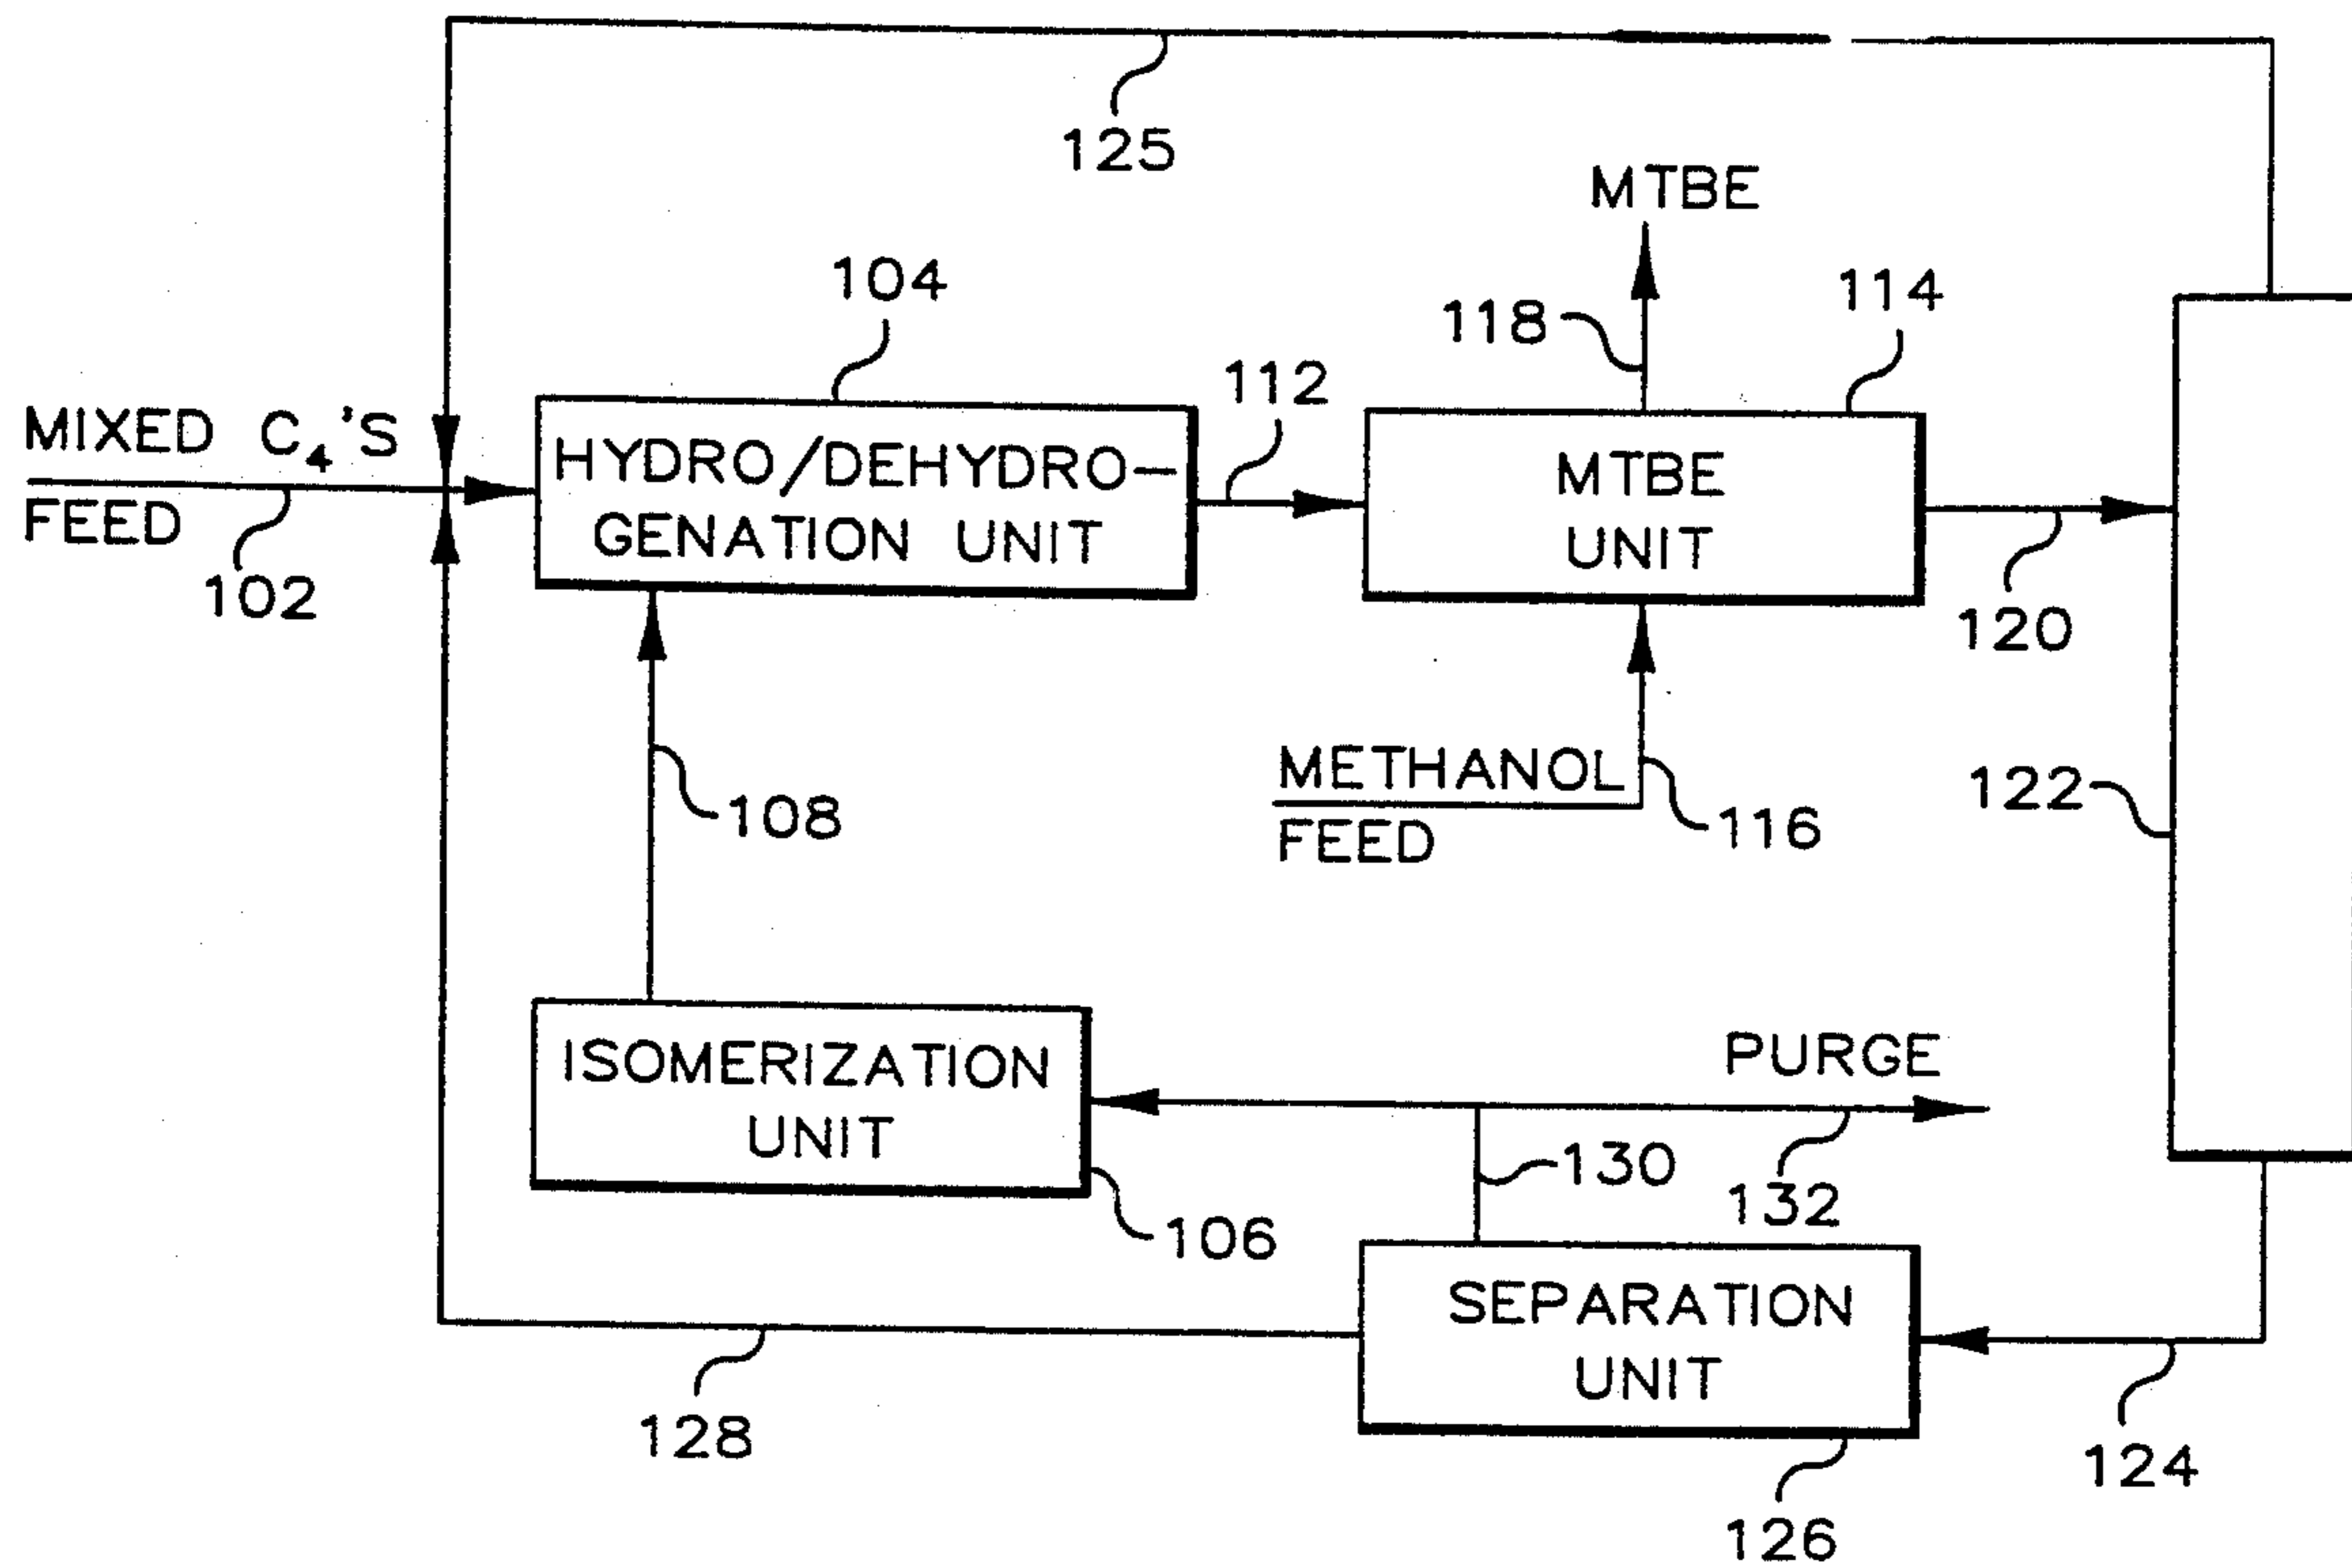 125
MTBE
104
118
114
112
MIXED C₄'S
FEED
102
HYDRO/DEHYDRO-
GENATION UNIT
MTBE
UNIT
120
108
METHANOL
FEED
116
122
ISOMERIZATION
UNIT
106
PURGE
130
132
SEPARATION
UNIT
128
124
126